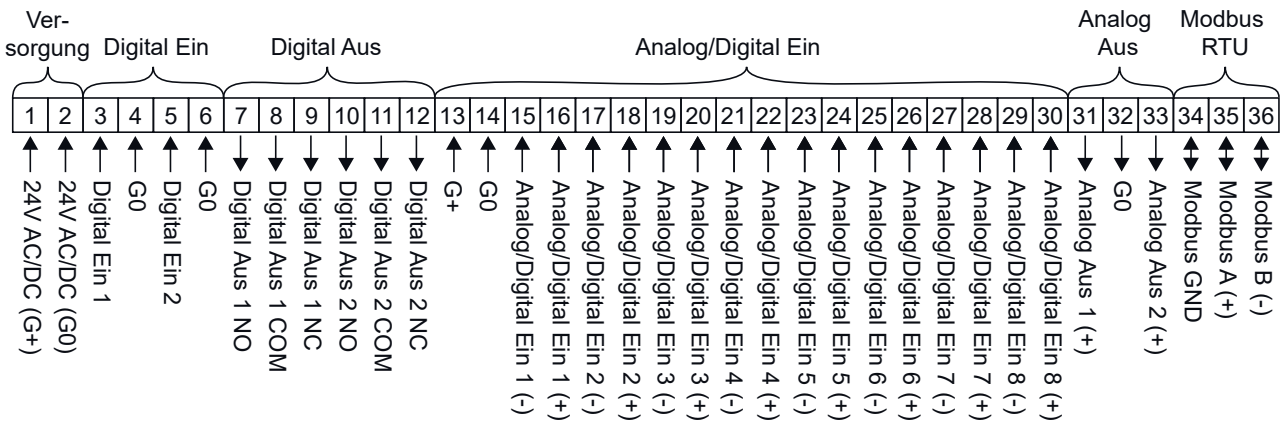 Ver-
sorgung
Digital Ein
Digital Aus
Analog/Digital Ein
Analog
Aus
Modbus
RTU
1 2 3 4 5 6 7 8 9 10 11 12 13 14 15 16 17 18 19 20 21 22 23 24 25 26 27 28 29 30 31 32 33 34 35 36
24V AC/DC (G+)
24V AC/DC (G0)
Digital Ein 1
G0
Digital Ein 2
G0
Digital Aus 1 NO
Digital Aus 1 COM
Digital Aus 1 NC
Digital Aus 2 NO
Digital Aus 2 COM
Digital Aus 2 NC
G+
G0
Analog/Digital Ein 1 (-)
Analog/Digital Ein 1 (+)
Analog/Digital Ein 2 (-)
Analog/Digital Ein 2 (+)
Analog/Digital Ein 3 (-)
Analog/Digital Ein 3 (+)
Analog/Digital Ein 4 (-)
Analog/Digital Ein 4 (+)
Analog/Digital Ein 5 (-)
Analog/Digital Ein 5 (+)
Analog/Digital Ein 6 (-)
Analog/Digital Ein 6 (+)
Analog/Digital Ein 7 (-)
Analog/Digital Ein 7 (+)
Analog/Digital Ein 8 (-)
Analog/Digital Ein 8 (+)
Analog Aus 1 (+)
G0
Analog Aus 2 (+)
Modbus GND
Modbus A (+)
Modbus B (-)